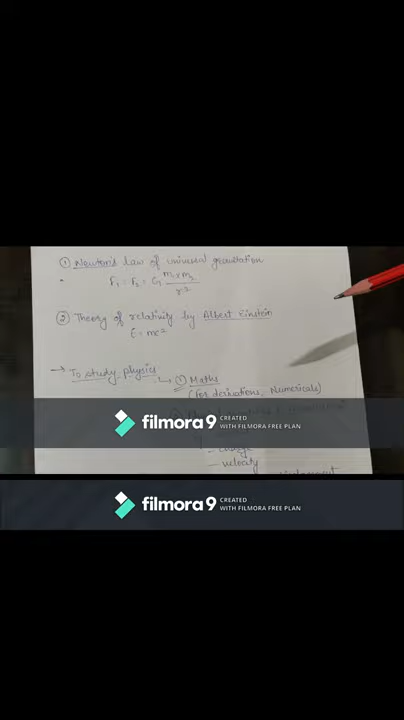 ① Newton's law of universal gravitation
F₁ = F₂ = G m₁ x m₂ / r²
② Theory of relativity by Albert Einstein
E = mc²
→ To study physics
① Maths
(for derivations, Numericals)
filmora 9 CREATED WITH FILMORA FREE PLAN
- charge
- velocity
filmora 9 CREATED WITH FILMORA FREE PLAN